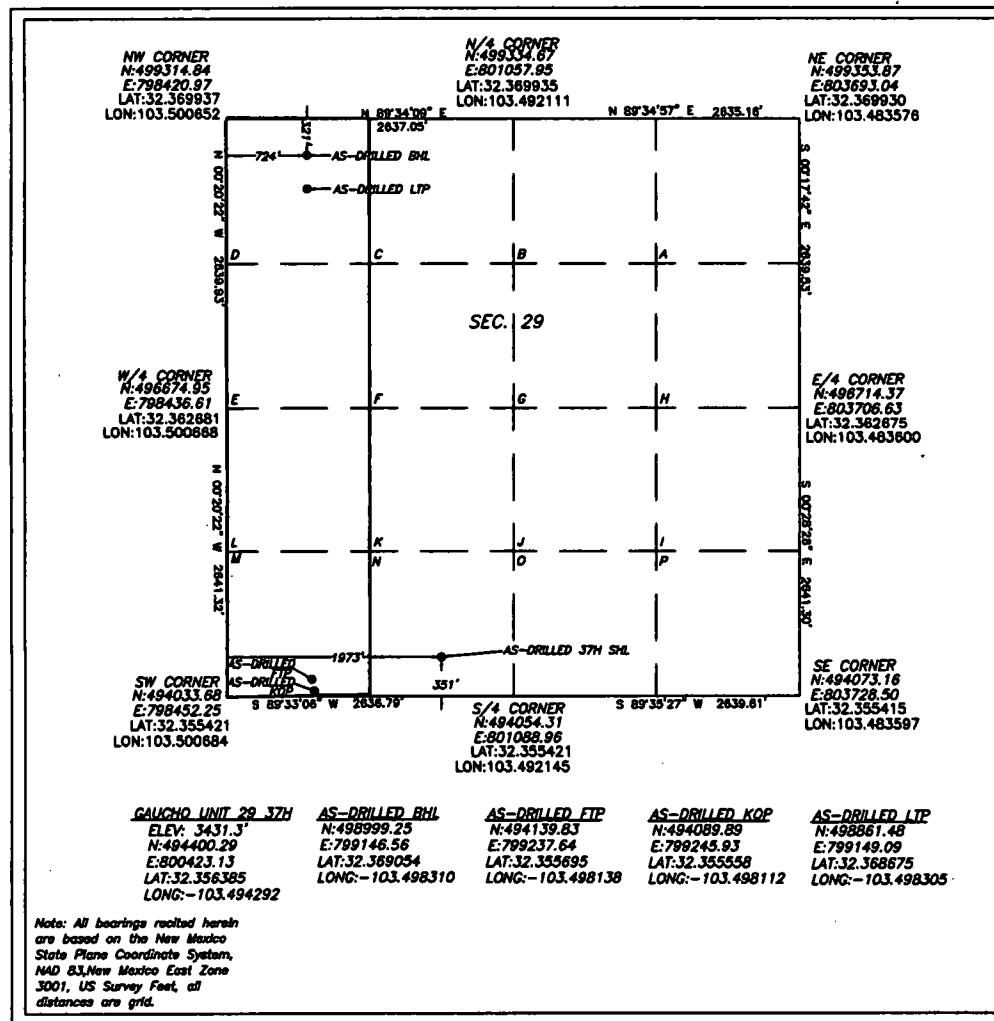 NW CORNER
N:499314.84
E:798420.97
LAT:32.369937
LON:103.500652
N/4 CORNER
N:499334.67
E:801057.95
LAT:32.369935
LON:103.492111
NE CORNER
N:499353.87
E:803693.04
LAT:32.369930
LON:103.483576
N 89°34'09" E
2637.05'
N 89°34'57" E 2635.16'
321'
724'
AS-DRILLED BHL
AS-DRILLED LTP
N 00°20'22" W 2639.93'
S 00°17'42" E 2639.53'
D
C
B
A
SEC. 29
W/4 CORNER
N:496674.95
E:798436.61
LAT:32.362681
LON:103.500668
E
F
G
H
E/4 CORNER
N:496714.37
E:803706.63
LAT:32.362675
LON:103.483600
N 00°20'22" W 2641.32'
S 00°28'28" E 2641.30'
L
K
J
I
M
N
O
P
1973'
AS-DRILLED 37H SHL
AS-DRILLED
FTP
AS-DRILLED
KOP
351'
SW CORNER
N:494033.68
E:798452.25
LAT:32.355421
LON:103.500684
S 89°33'06" W 2636.79'
S/4 CORNER
N:494054.31
E:801088.96
LAT:32.355421
LON:103.492145
S 89°35'27" W 2639.61'
SE CORNER
N:494073.16
E:803728.50
LAT:32.355415
LON:103.483597
GAUCHO UNIT 29 37H
ELEV: 3431.3'
N:494400.29
E:800423.13
LAT:32.356385
LONG:-103.494292
AS-DRILLED BHL
N:498999.25
E:799146.56
LAT:32.369054
LONG:-103.498310
AS-DRILLED FTP
N:494139.83
E:799237.64
LAT:32.355695
LONG:-103.498138
AS-DRILLED KOP
N:494089.89
E:799245.93
LAT:32.355558
LONG:-103.498112
AS-DRILLED LTP
N:498861.48
E:799149.09
LAT:32.368675
LONG:-103.498305
Note: All bearings recited herein
are based on the New Mexico
State Plane Coordinate System,
NAD 83,New Mexico East Zone
3001, US Survey Feet, all
distances are grid.